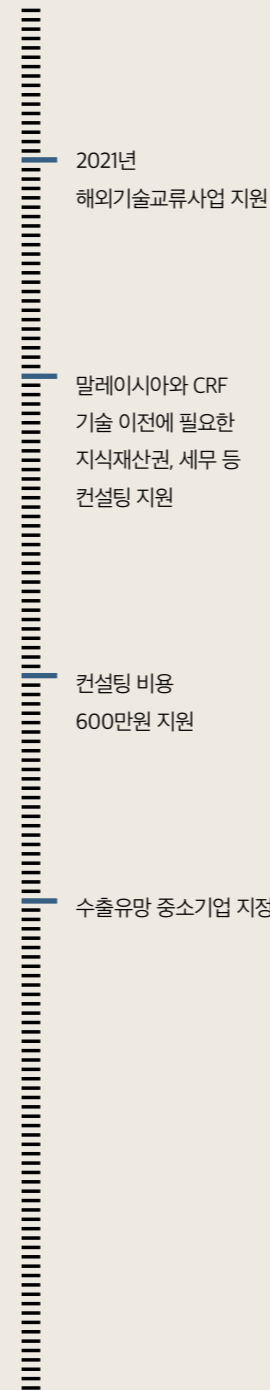 2021년
해외기술교류사업 지원
말레이시아와 CRF
기술 이전에 필요한
지식재산권, 세무 등
컨설팅 지원
컨설팅 비용
600만원 지원
수출유망 중소기업 지정